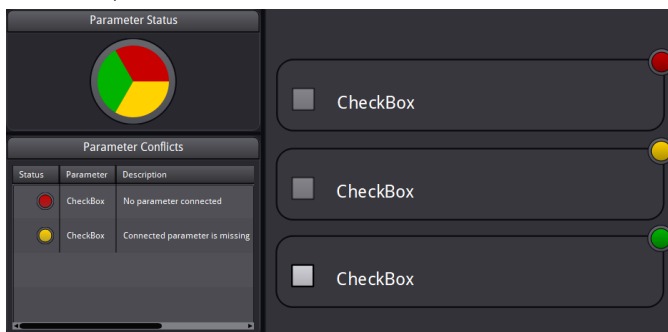 Parameter Status
Parameter Conflicts
Status Parameter Description
CheckBox No parameter connected
CheckBox Connected parameter is missing
CheckBox
CheckBox
CheckBox